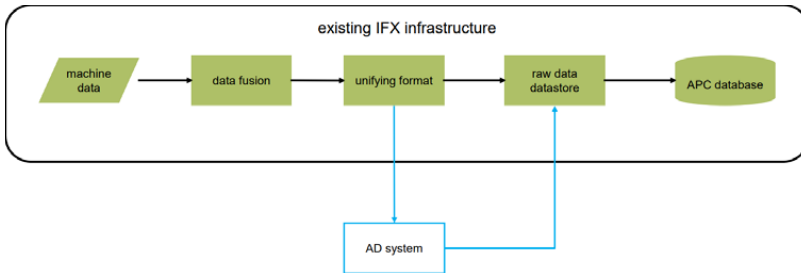 existing IFX infrastructure
machine
data
data fusion
unifying format
raw data
datastore
APC database
AD system